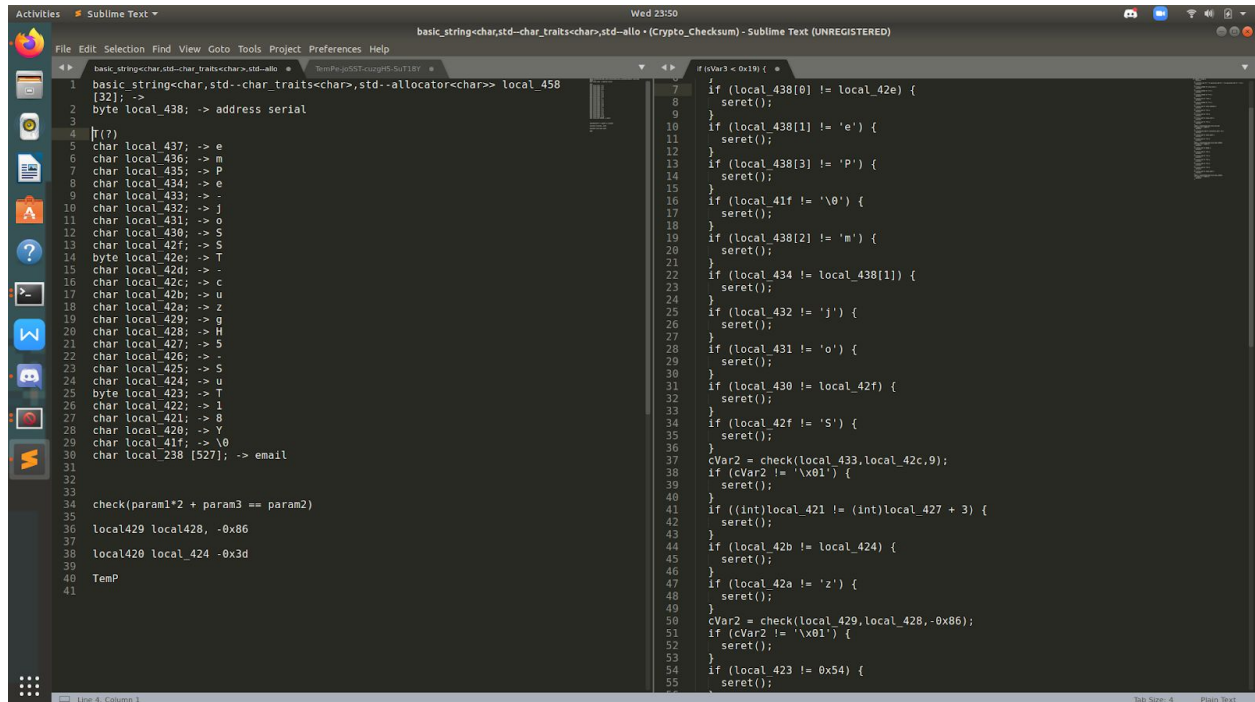 Activities Sublime Text Wed 23:50
basic_string<char,std--char_traits<char>,std--allo • (Crypto_Checksum) - Sublime Text (UNREGISTERED)
File Edit Selection Find View Goto Tools Project Preferences Help
basic_string<char,std--char_traits<char>,std--allo
TemPe-joSST-cuzgH5-SuT18Y
1 basic_string<char,std--char_traits<char>,std--allocator<char>> local_458
[32]; ->
2 byte local_438; -> address serial
3
4 T(?)
5 char local_437; -> e
6 char local_436; -> m
7 char local_435; -> P
8 char local_434; -> e
9 char local_433; -> -
10 char local_432; -> j
11 char local_431; -> o
12 char local_430; -> S
13 char local_42f; -> S
14 byte local_42e; -> T
15 char local_42d; -> -
16 char local_42c; -> c
17 char local_42b; -> u
18 char local_42a; -> z
19 char local_429; -> g
20 char local_428; -> H
21 char local_427; -> 5
22 char local_426; -> -
23 char local_425; -> S
24 char local_424; -> u
25 byte local_423; -> T
26 char local_422; -> 1
27 char local_421; -> 8
28 char local_420; -> Y
29 char local_41f; -> \0
30 char local_238 [527]; -> email
31
32
33
34 check(param1*2 + param3 == param2)
35
36 local429 local428, -0x86
37
38 local420 local_424 -0x3d
39
40 TemP
41
if (sVar3 < 0x19) {
6 }
7 if (local_438[0] != local_42e) {
8 seret();
9 }
10 if (local_438[1] != 'e') {
11 seret();
12 }
13 if (local_438[3] != 'P') {
14 seret();
15 }
16 if (local_41f != '\0') {
17 seret();
18 }
19 if (local_438[2] != 'm') {
20 seret();
21 }
22 if (local_434 != local_438[1]) {
23 seret();
24 }
25 if (local_432 != 'j') {
26 seret();
27 }
28 if (local_431 != 'o') {
29 seret();
30 }
31 if (local_430 != local_42f) {
32 seret();
33 }
34 if (local_42f != 'S') {
35 seret();
36 }
37 cVar2 = check(local_433,local_42c,9);
38 if (cVar2 != '\x01') {
39 seret();
40 }
41 if ((int)local_421 != (int)local_427 + 3) {
42 seret();
43 }
44 if (local_42b != local_424) {
45 seret();
46 }
47 if (local_42a != 'z') {
48 seret();
49 }
50 cVar2 = check(local_429,local_428,-0x86);
51 if (cVar2 != '\x01') {
52 seret();
53 }
54 if (local_423 != 0x54) {
55 seret();
Line 4, Column 1
Tab Size: 4 Plain Text